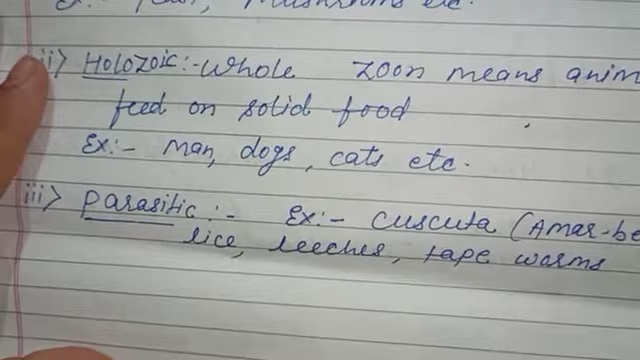 ii) Holozoic:- Whole zoon means anim
feed on solid food
Ex:- Man, dogs, cats etc.
iii) Parasitic:- Ex:- Cuscuta (Amar-be
lice, leeches, tape worms